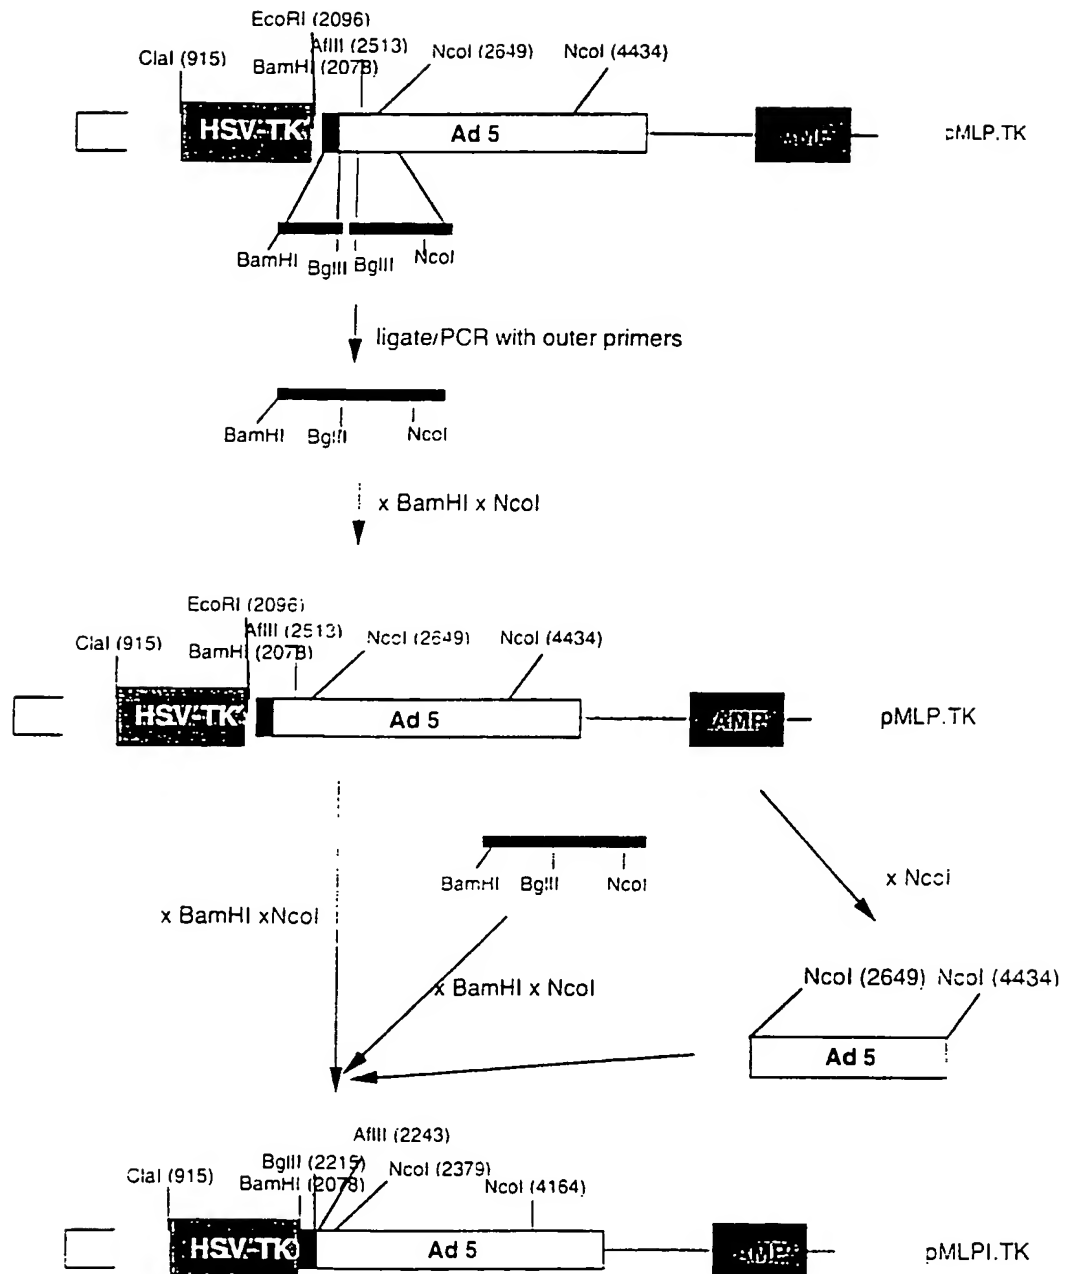 EcoRI (2096)
AflII (2513)
ClaI (915)
BamHI (2078)
NcoI (2649)
NcoI (4434)
HSV-TK
Ad 5
AMP
pMLP.TK
BamHI
BglII
BglII
NcoI
ligate/PCR with outer primers
BamHI
BglII
NcoI
x BamHI x NcoI
EcoRI (2096)
AflII (2513)
ClaI (915)
BamHI (2078)
NcoI (2649)
NcoI (4434)
HSV-TK
Ad 5
AMP
pMLP.TK
BamHI
BglII
NcoI
x NcoI
x BamHI xNcoI
x BamHI x NcoI
NcoI (2649)
NcoI (4434)
Ad 5
AflII (2243)
BglII (2215)
NcoI (2379)
ClaI (915)
BamHI (2078)
NcoI (4164)
HSV-TK
Ad 5
AMP
pMLPI.TK